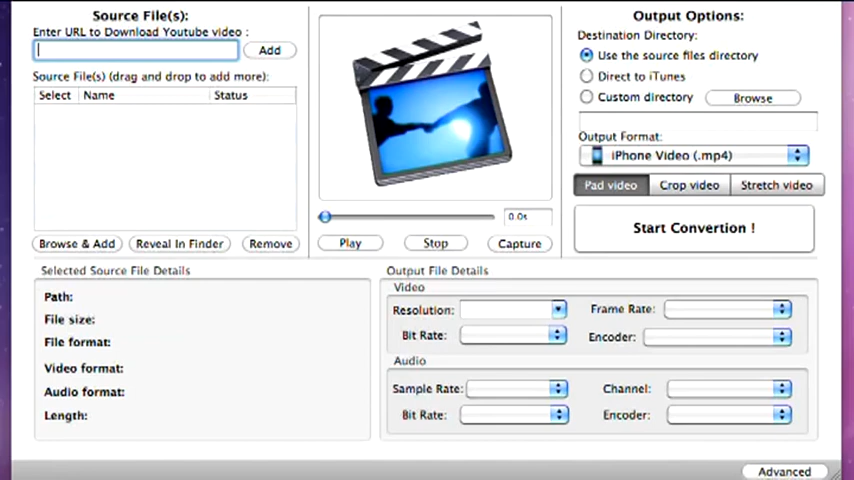 Source File(s):
Enter URL to Download Youtube video :
Add
Source File(s) (drag and drop to add more):
Select Name Status
Browse & Add Reveal In Finder Remove
0.0s
Play Stop Capture
Output Options:
Destination Directory:
Use the source files directory
Direct to iTunes
Custom directory Browse
Output Format:
iPhone Video (.mp4)
Pad video Crop video Stretch video
Start Convertion !
Selected Source File Details
Path:
File size:
File format:
Video format:
Audio format:
Length:
Output File Details
Video
Resolution: Frame Rate:
Bit Rate: Encoder:
Audio
Sample Rate: Channel:
Bit Rate: Encoder:
Advanced